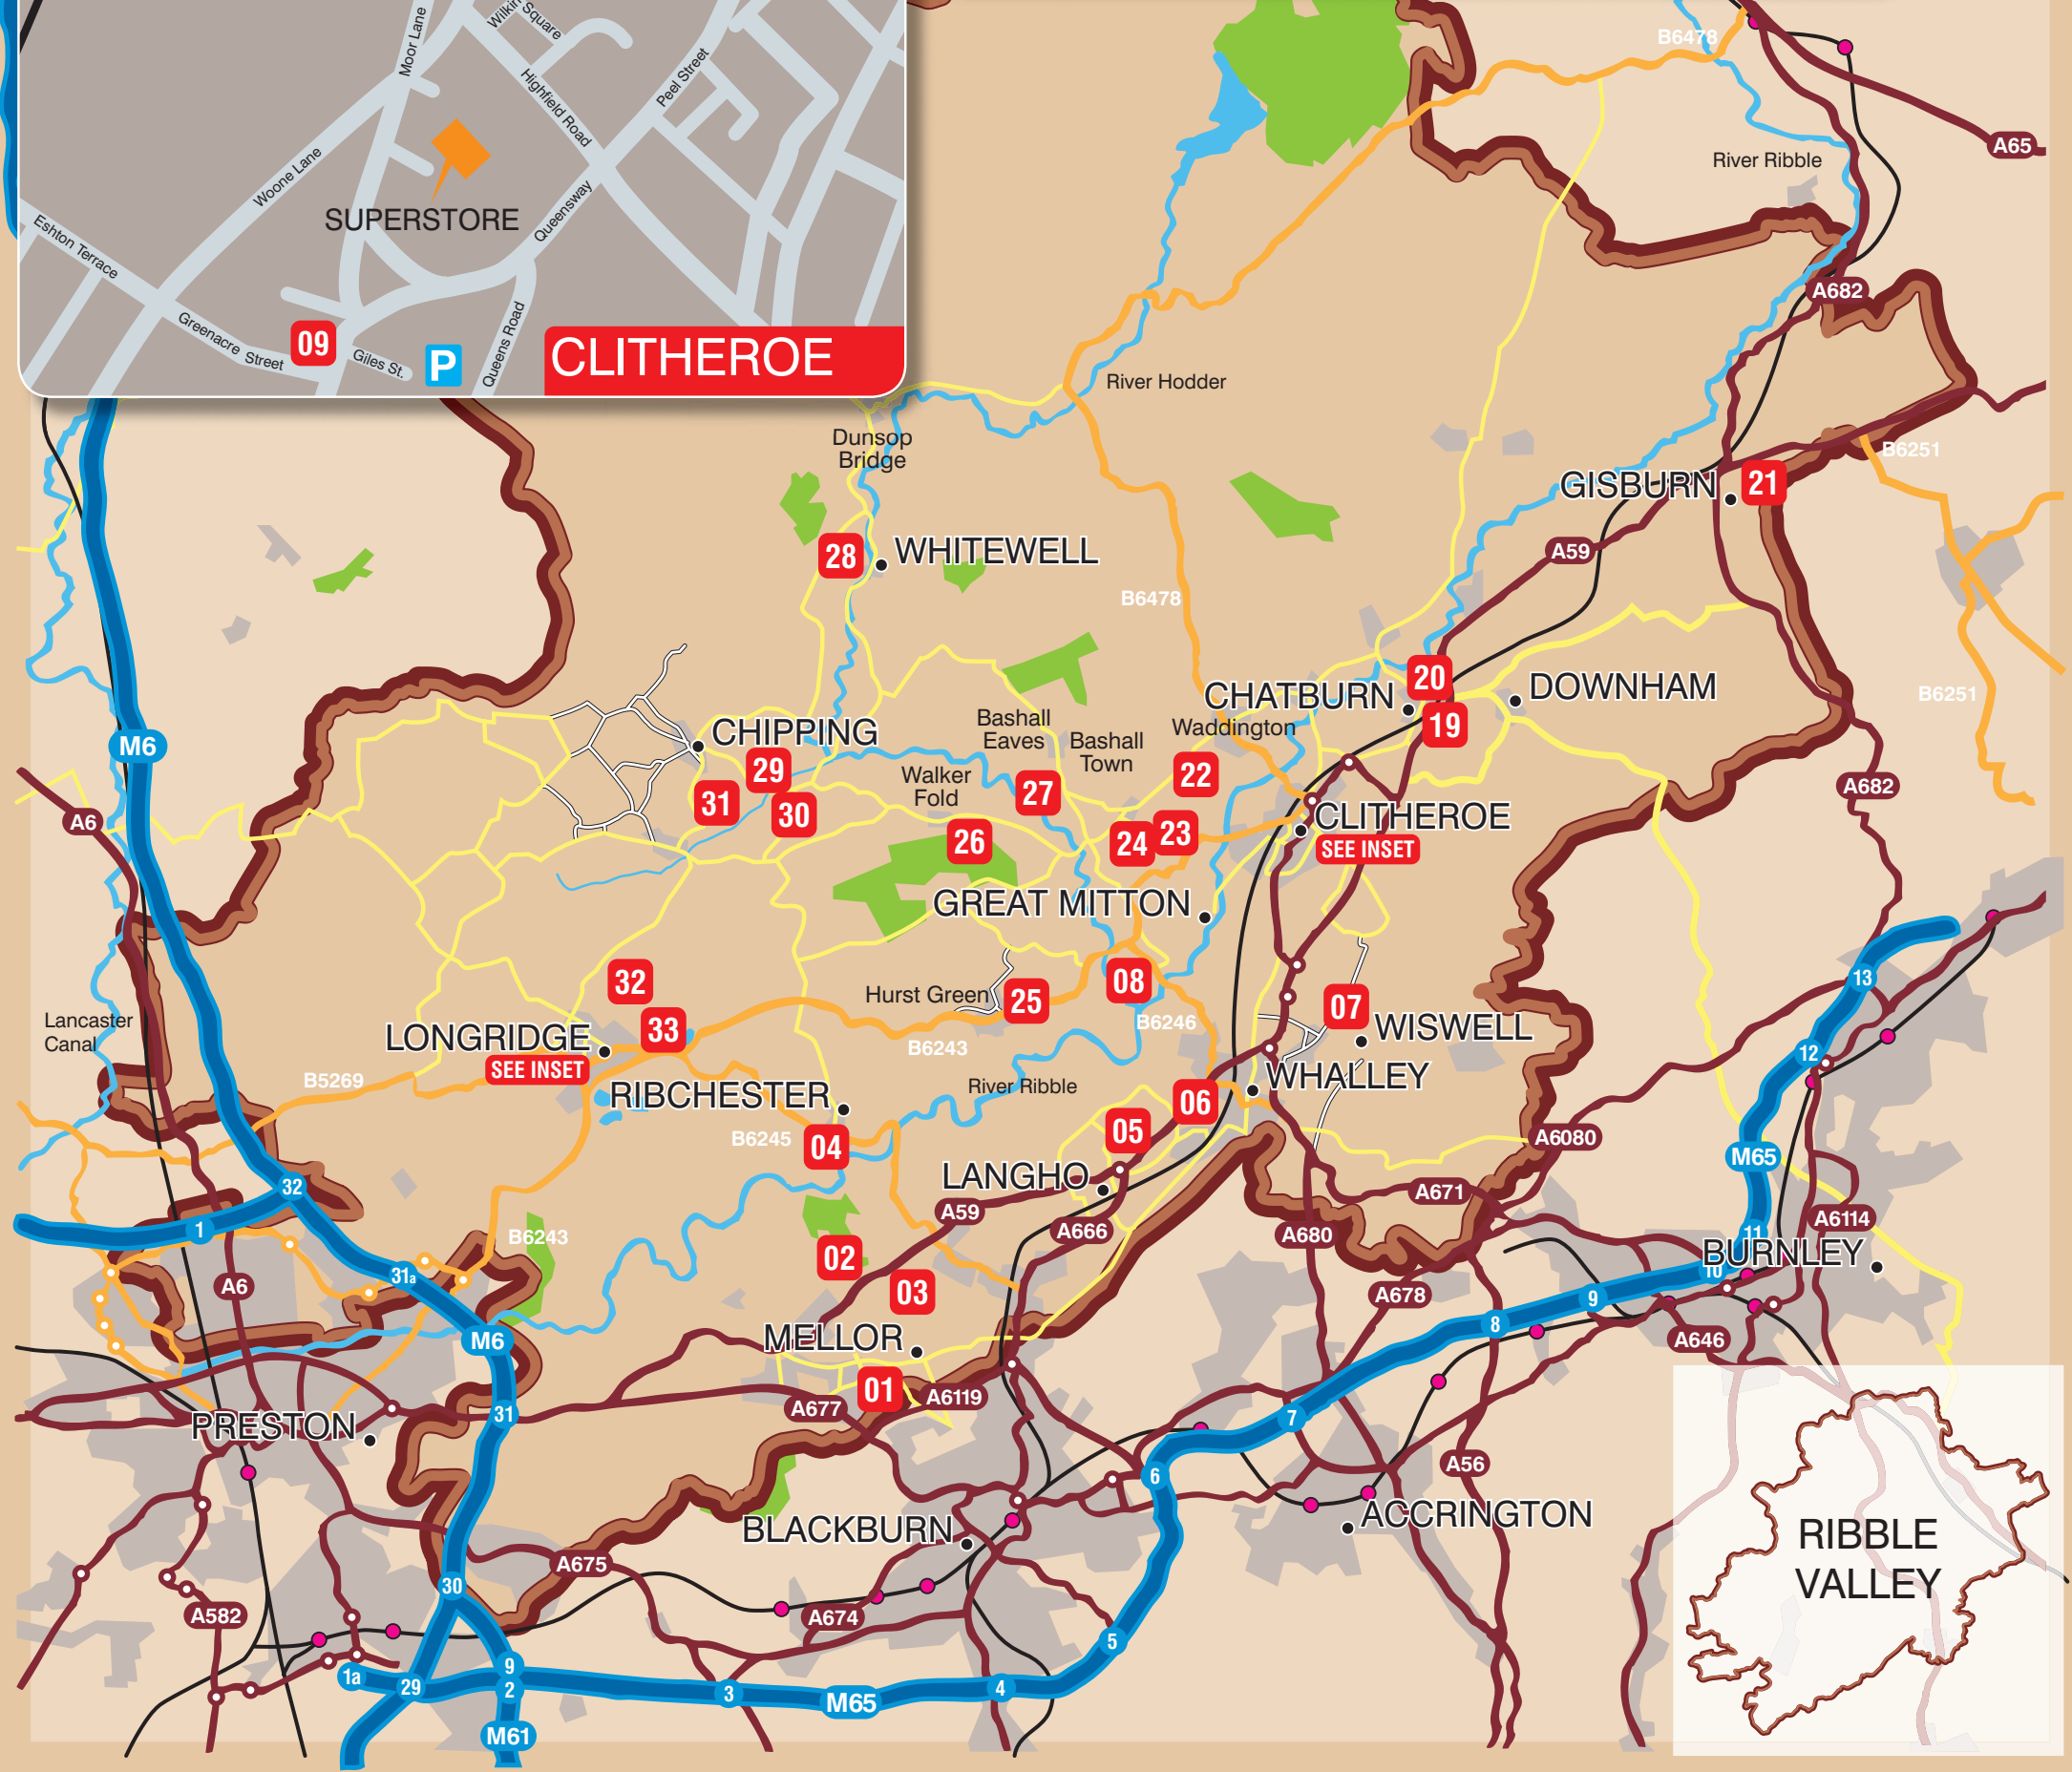 Moor Lane
Wilkin Square
Highfield Road
Peel Street
Woone Lane
SUPERSTORE
Queensway
Eshton Terrace
Greenacre Street
09
Giles St.
P
Queens Road
CLITHEROE
B6478
A65
River Ribble
A682
River Hodder
Dunsop
Bridge
B6251
GISBURN
21
28
WHITEWELL
A59
B6478
20
CHATBURN
DOWNHAM
19
B6251
M6
CHIPPING
Bashall
Eaves
Bashall
Town
Waddington
29
22
Walker
Fold
27
31
30
A682
A6
CLITHEROE
SEE INSET
26
24
23
GREAT MITTON
13
32
08
Hurst Green
25
07
Lancaster
Canal
LONGRIDGE
33
B6246
WISWELL
SEE INSET
B6243
12
B5269
RIBCHESTER
River Ribble
WHALLEY
06
05
B6245
04
A6080
M65
LANGHO
32
A59
A671
1
A666
A680
A6114
11
B6243
02
BURNLEY
10
31a
A6
03
A678
9
M6
MELLOR
8
A646
01
A6119
A677
31
7
PRESTON
6
A56
BLACKBURN
ACCRINGTON
RIBBLE
VALLEY
A675
30
A582
A674
5
9
1a
29
2
3
M65
4
M61